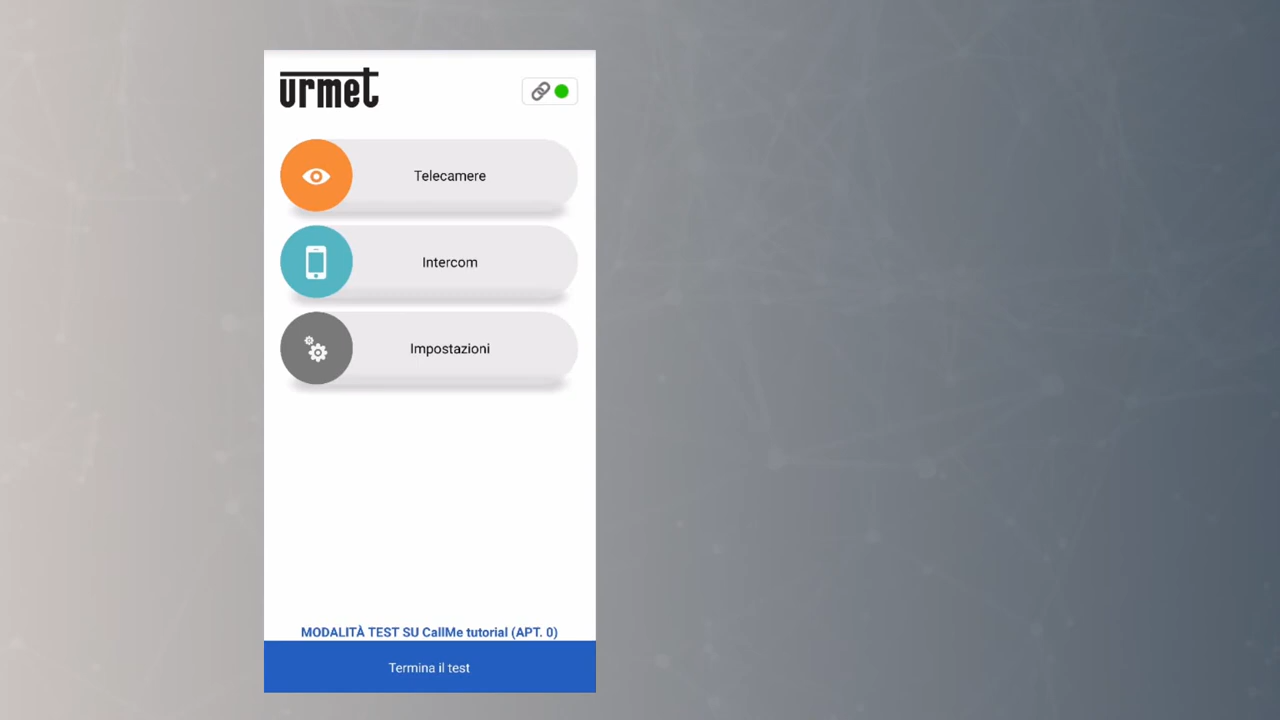 urmet
Telecamere
Intercom
Impostazioni
MODALITÀ TEST SU CallMe tutorial (APT. 0)
Termina il test